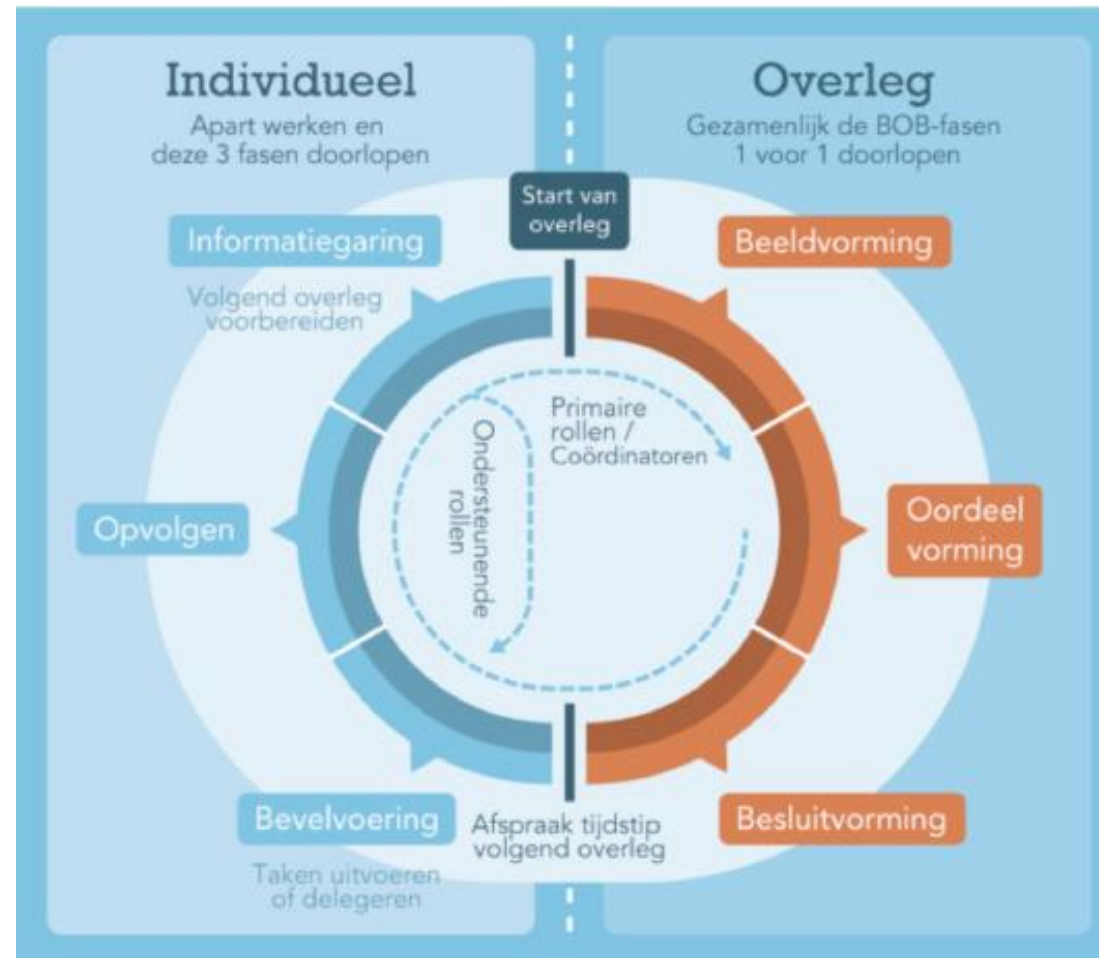 Individueel
Apart werken en
deze 3 fasen doorlopen
Overleg
Gezamenlijk de BOB-fasen
1 voor 1 doorlopen
Start van
overleg
Informatiegaring
Volgend overleg
voorbereiden
Beeldvorming
Primaire
rollen /
Coördinatoren
Ondersteunende
rollen
Opvolgen
Oordeel
vorming
Bevelvoering
Taken uitvoeren
of delegeren
Afspraak tijdstip
volgend overleg
Besluitvorming